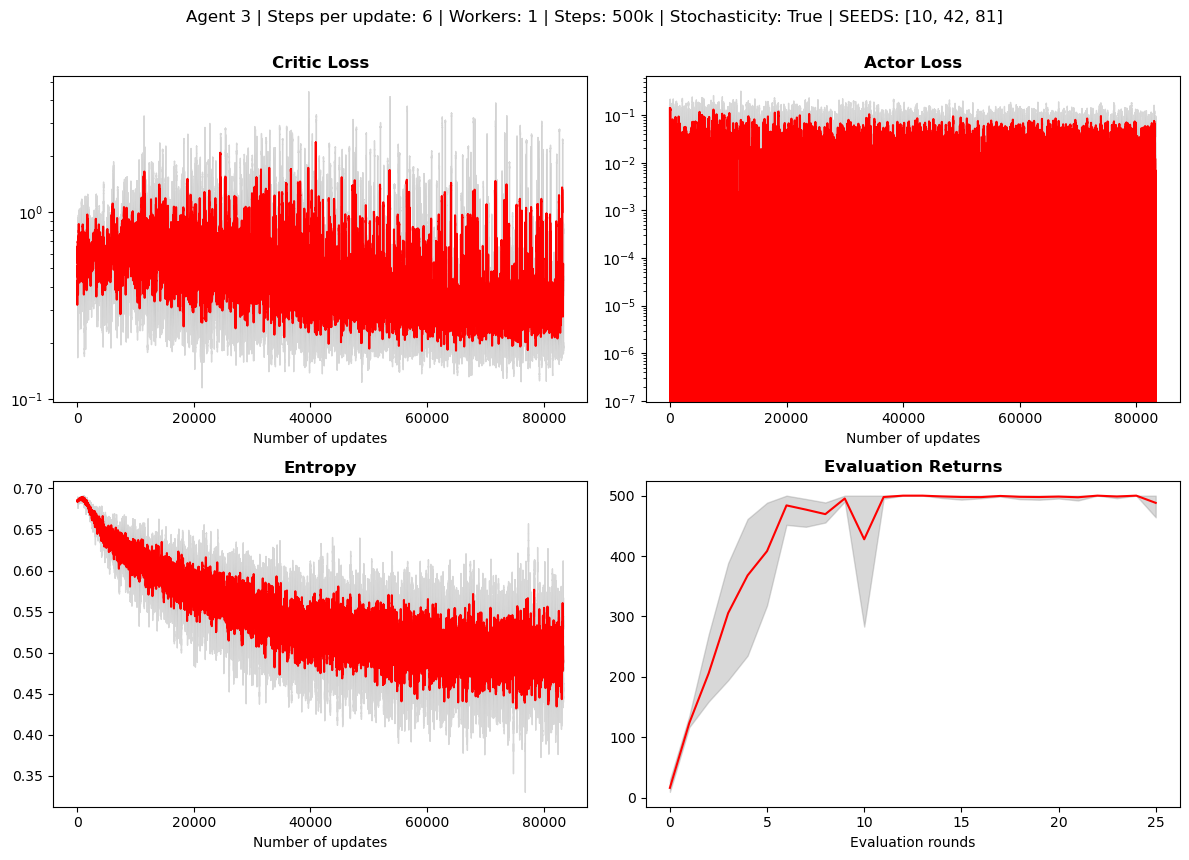 Agent 3 | Steps per update: 6 | Workers: 1 | Steps: 500k | Stochasticity: True | SEEDS: [10, 42, 81]
Critic Loss
10⁰
10⁻¹
0 20000 40000 60000 80000
Number of updates
Actor Loss
10⁻¹
10⁻²
10⁻³
10⁻⁴
10⁻⁵
10⁻⁶
10⁻⁷
0 20000 40000 60000 80000
Number of updates
Entropy
0.70
0.65
0.60
0.55
0.50
0.45
0.40
0.35
0 20000 40000 60000 80000
Number of updates
Evaluation Returns
500
400
300
200
100
0
0 5 10 15 20 25
Evaluation rounds